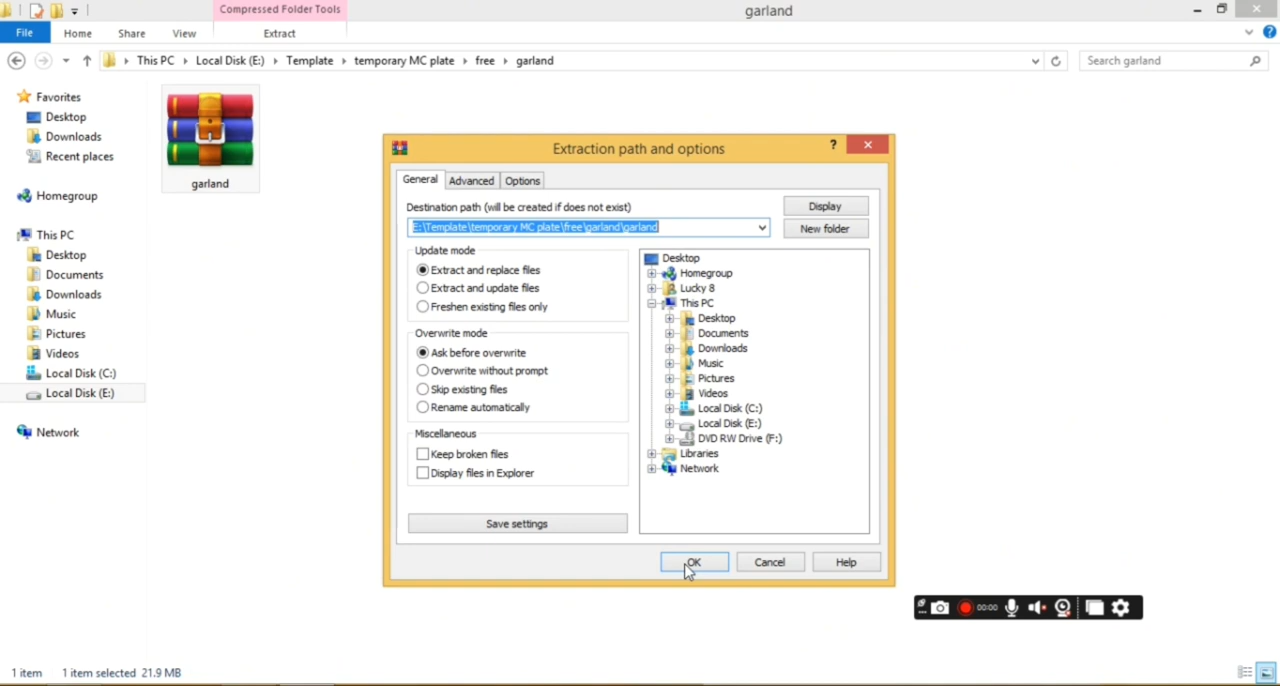 Compressed Folder Tools
garland
File Home Share View Extract
This PC Local Disk (E:) Template temporary MC plate free garland
Search garland
Favorites
Desktop
Downloads
Recent places
Homegroup
This PC
Desktop
Documents
Downloads
Music
Pictures
Videos
Local Disk (C:)
Local Disk (E:)
Network
garland
Extraction path and options
?
General Advanced Options
Destination path (will be created if does not exist)
E:\Template\temporary MC plate\free\garland\garland
Display
New folder
Update mode
Extract and replace files
Extract and update files
Freshen existing files only
Overwrite mode
Ask before overwrite
Overwrite without prompt
Skip existing files
Rename automatically
Miscellaneous
Keep broken files
Display files in Explorer
Save settings
Desktop
Homegroup
Lucky 8
This PC
Desktop
Documents
Downloads
Music
Pictures
Videos
Local Disk (C:)
Local Disk (E:)
DVD RW Drive (F:)
Libraries
Network
OK Cancel Help
00:00
1 item 1 item selected 21.9 MB